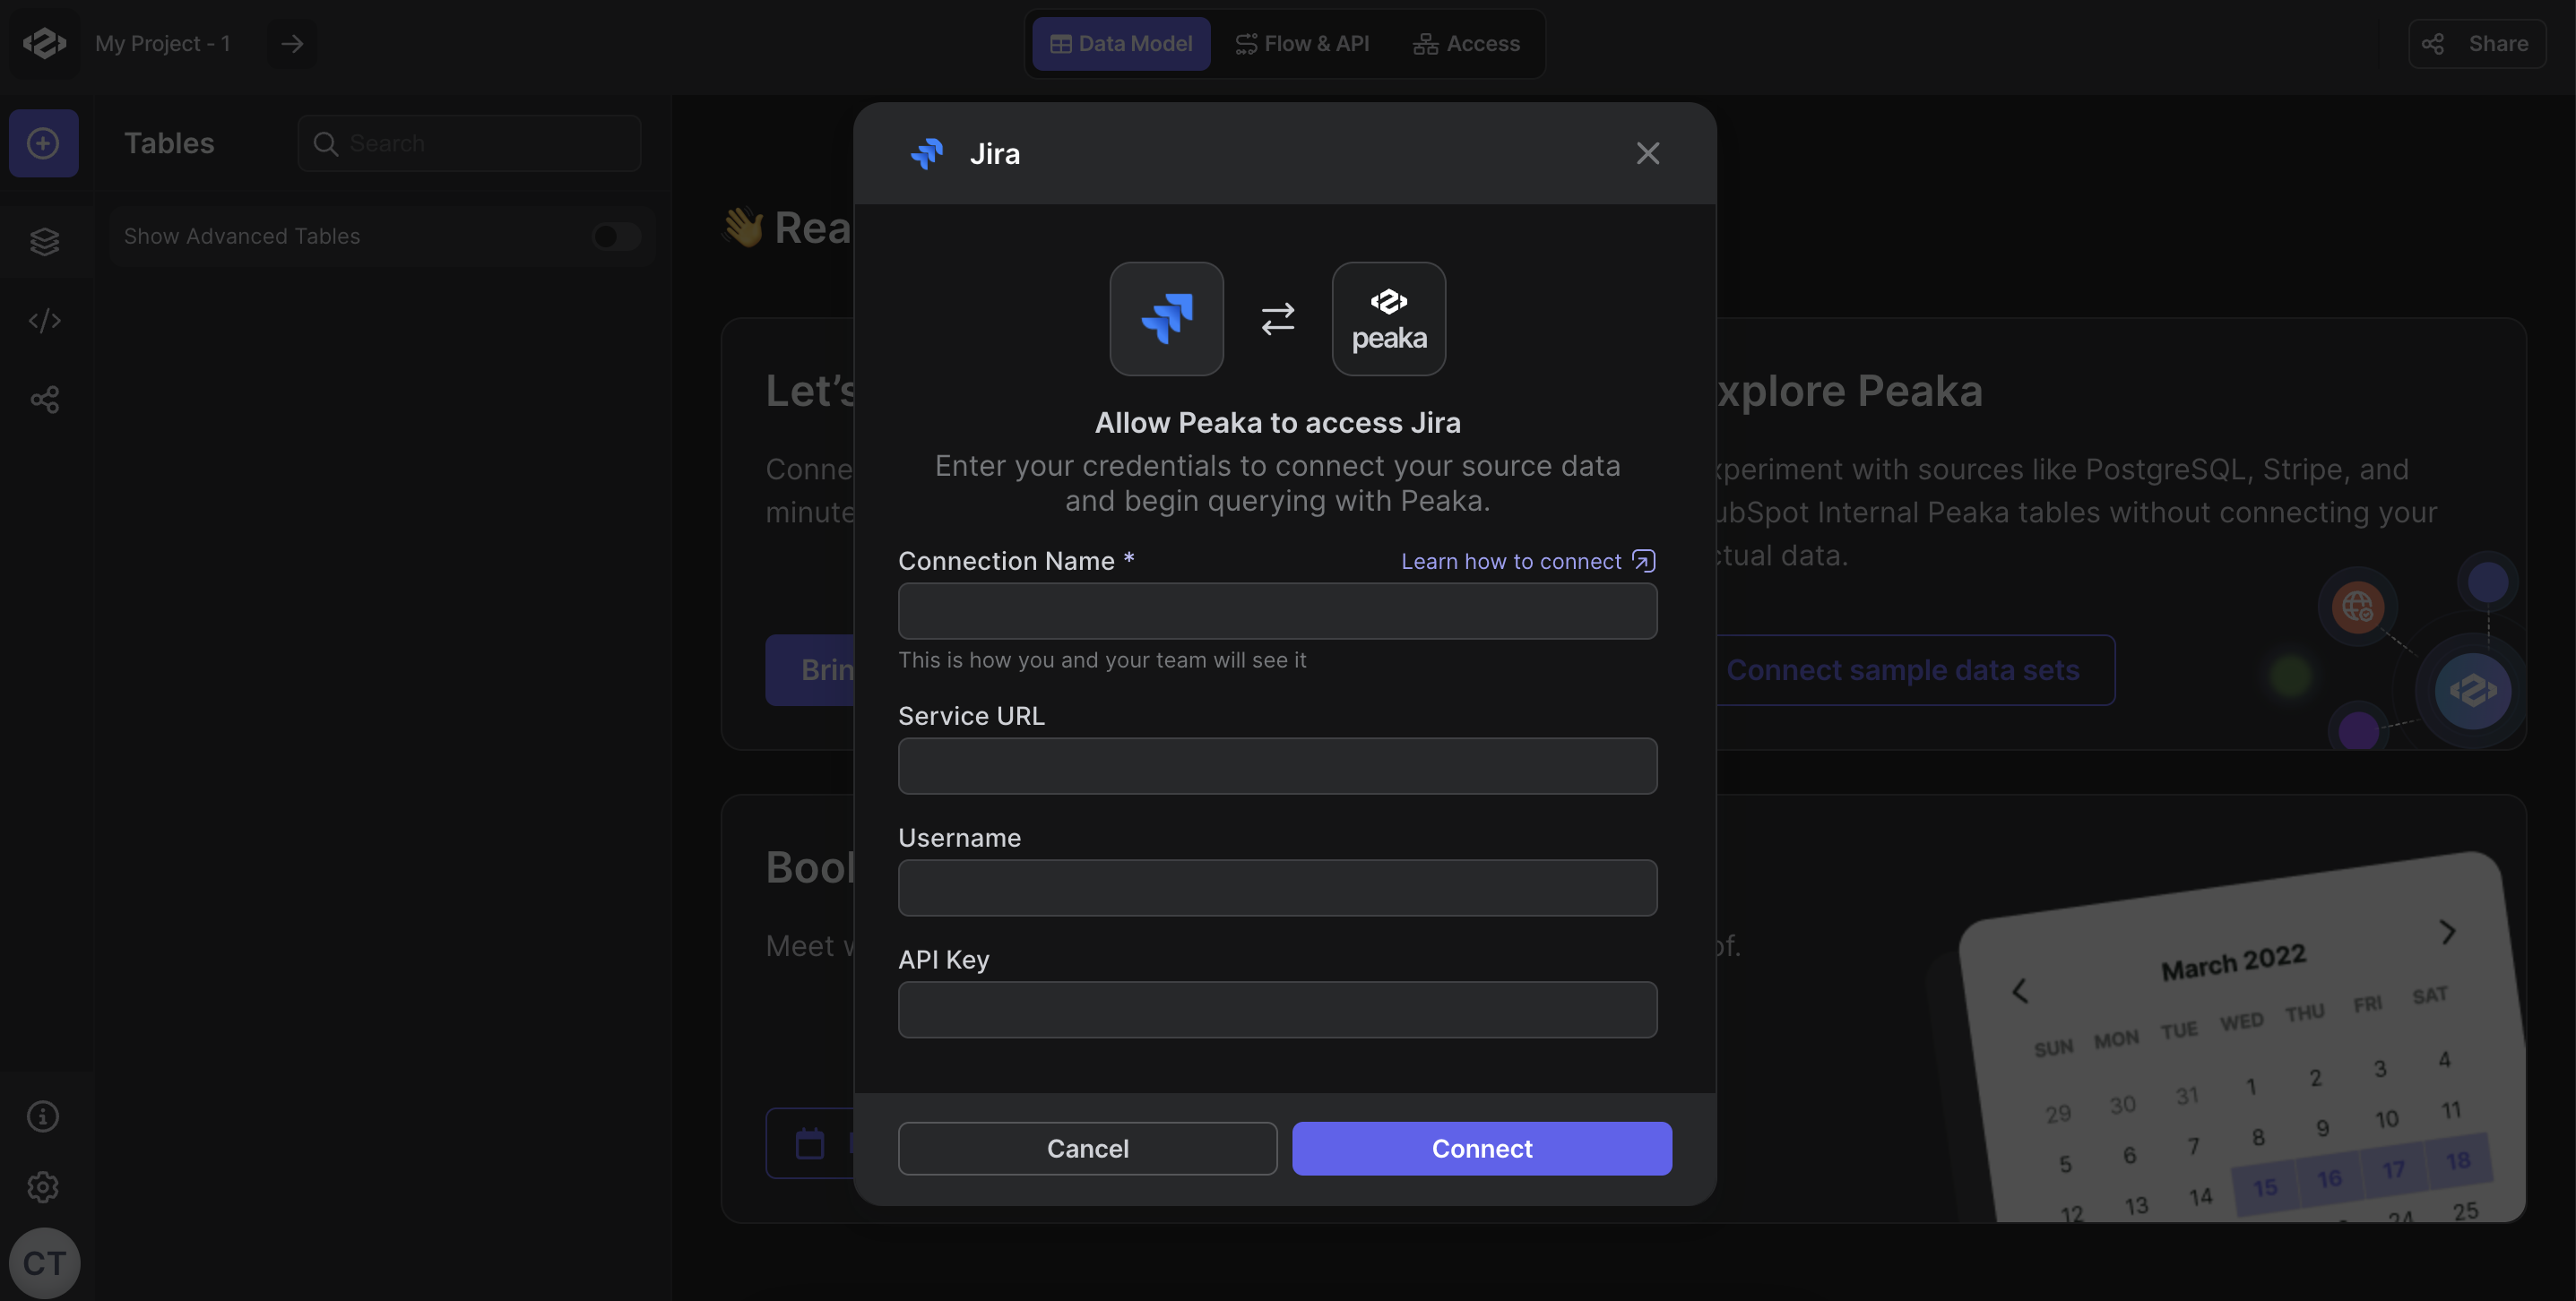 My Project - 1
Data Model
Flow & API
Access
Share
Tables
Search
Show Advanced Tables
👋 Rea
Let's
Conne
minute
Brin
xplore Peaka
xperiment with sources like PostgreSQL, Stripe, and
ubSpot Internal Peaka tables without connecting your
ctual data.
Connect sample data sets
Jira
peaka
Allow Peaka to access Jira
Enter your credentials to connect your source data
and begin querying with Peaka.
Connection Name *
Learn how to connect
This is how you and your team will see it
Service URL
Username
API Key
Cancel
Connect
Book
Meet w
of.
March 2022
SUN MON TUE WED THU FRI SAT
29 30 31 1 2 3 4
5 6 7 8 9 10 11
12 13 14 15 16 17 18
24 25
CT